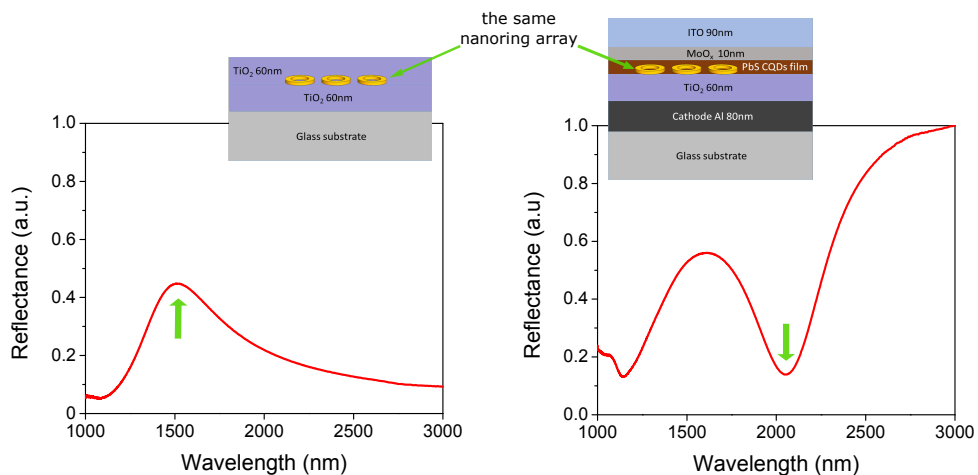 the same
nanoring array
TiO₂ 60nm
TiO₂ 60nm
Glass substrate
1.0
0.8
0.6
0.4
0.2
0
1000
1500
2000
2500
3000
Reflectance (a.u.)
Wavelength (nm)
ITO 90nm
MoOₓ 10nm
PbS CQDs film
TiO₂ 60nm
Cathode Al 80nm
Glass substrate
1.0
0.8
0.6
0.4
0.2
0.0
1000
1500
2000
2500
3000
Reflectance (a.u)
Wavelength (nm)